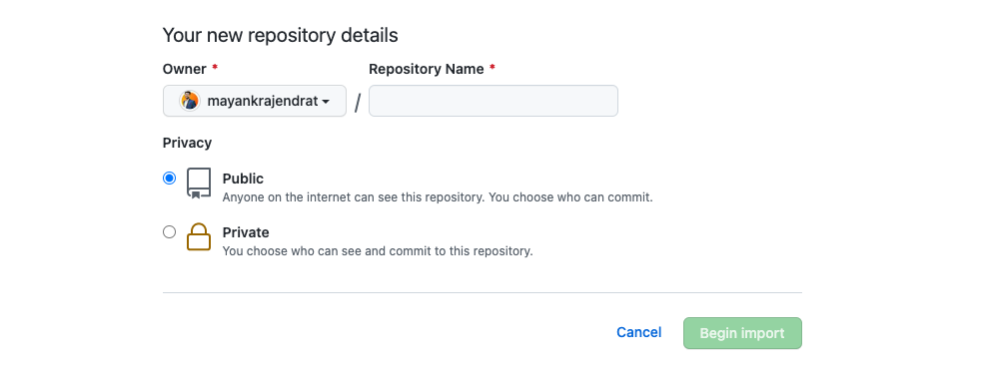 Your new repository details
Owner * Repository Name *
mayankrajendrat /
Privacy
Public
Anyone on the internet can see this repository. You choose who can commit.
Private
You choose who can see and commit to this repository.
Cancel Begin import